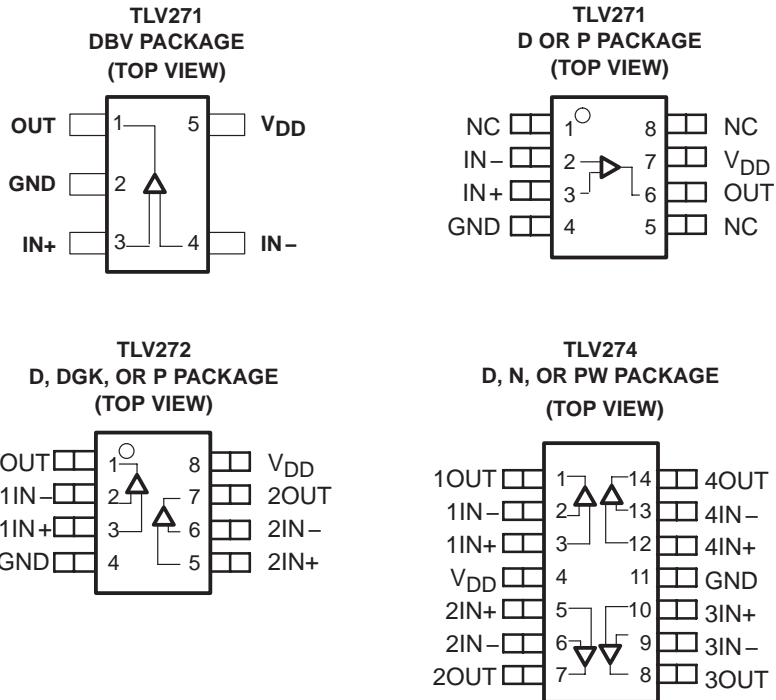 TLV271
DBV PACKAGE
(TOP VIEW)
OUT 1 5 VDD
GND 2
IN+ 3 4 IN−
TLV271
D OR P PACKAGE
(TOP VIEW)
NC 1 8 NC
IN− 2 7 VDD
IN+ 3 6 OUT
GND 4 5 NC
TLV272
D, DGK, OR P PACKAGE
(TOP VIEW)
OUT 1 8 VDD
1IN− 2 7 2OUT
1IN+ 3 6 2IN−
GND 4 5 2IN+
TLV274
D, N, OR PW PACKAGE
(TOP VIEW)
1OUT 1 14 4OUT
1IN− 2 13 4IN−
1IN+ 3 12 4IN+
VDD 4 11 GND
2IN+ 5 10 3IN+
2IN− 6 9 3IN−
2OUT 7 8 3OUT